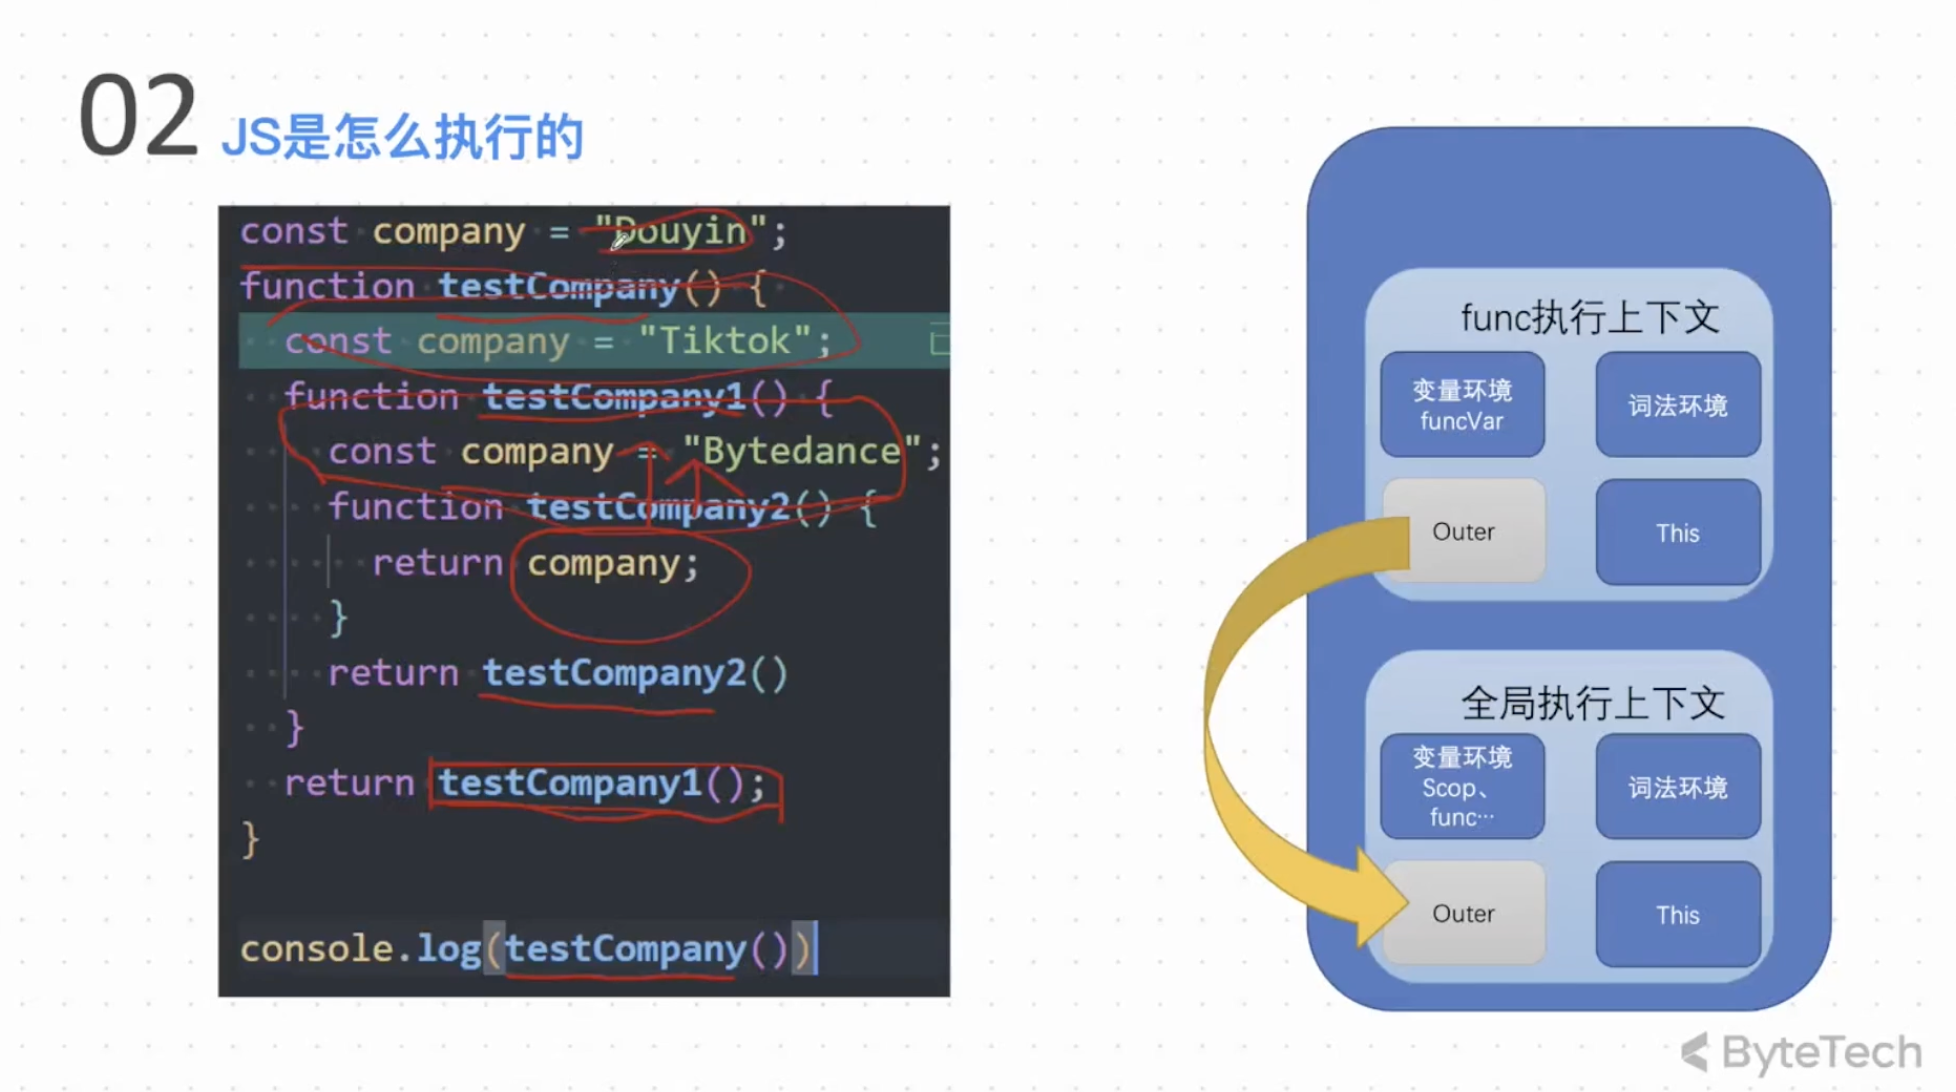 02 JS是怎么执行的
const company = "Douyin";
function testCompany() {
const company = "Tiktok";
function testCompany1() {
const company = "Bytedance";
function testCompany2() {
return company;
}
return testCompany2()
}
return testCompany1();
}
console.log(testCompany())
func执行上下文
变量环境
funcVar
词法环境
Outer
This
全局执行上下文
变量环境
Scop、
func…
词法环境
Outer
This
ByteTech